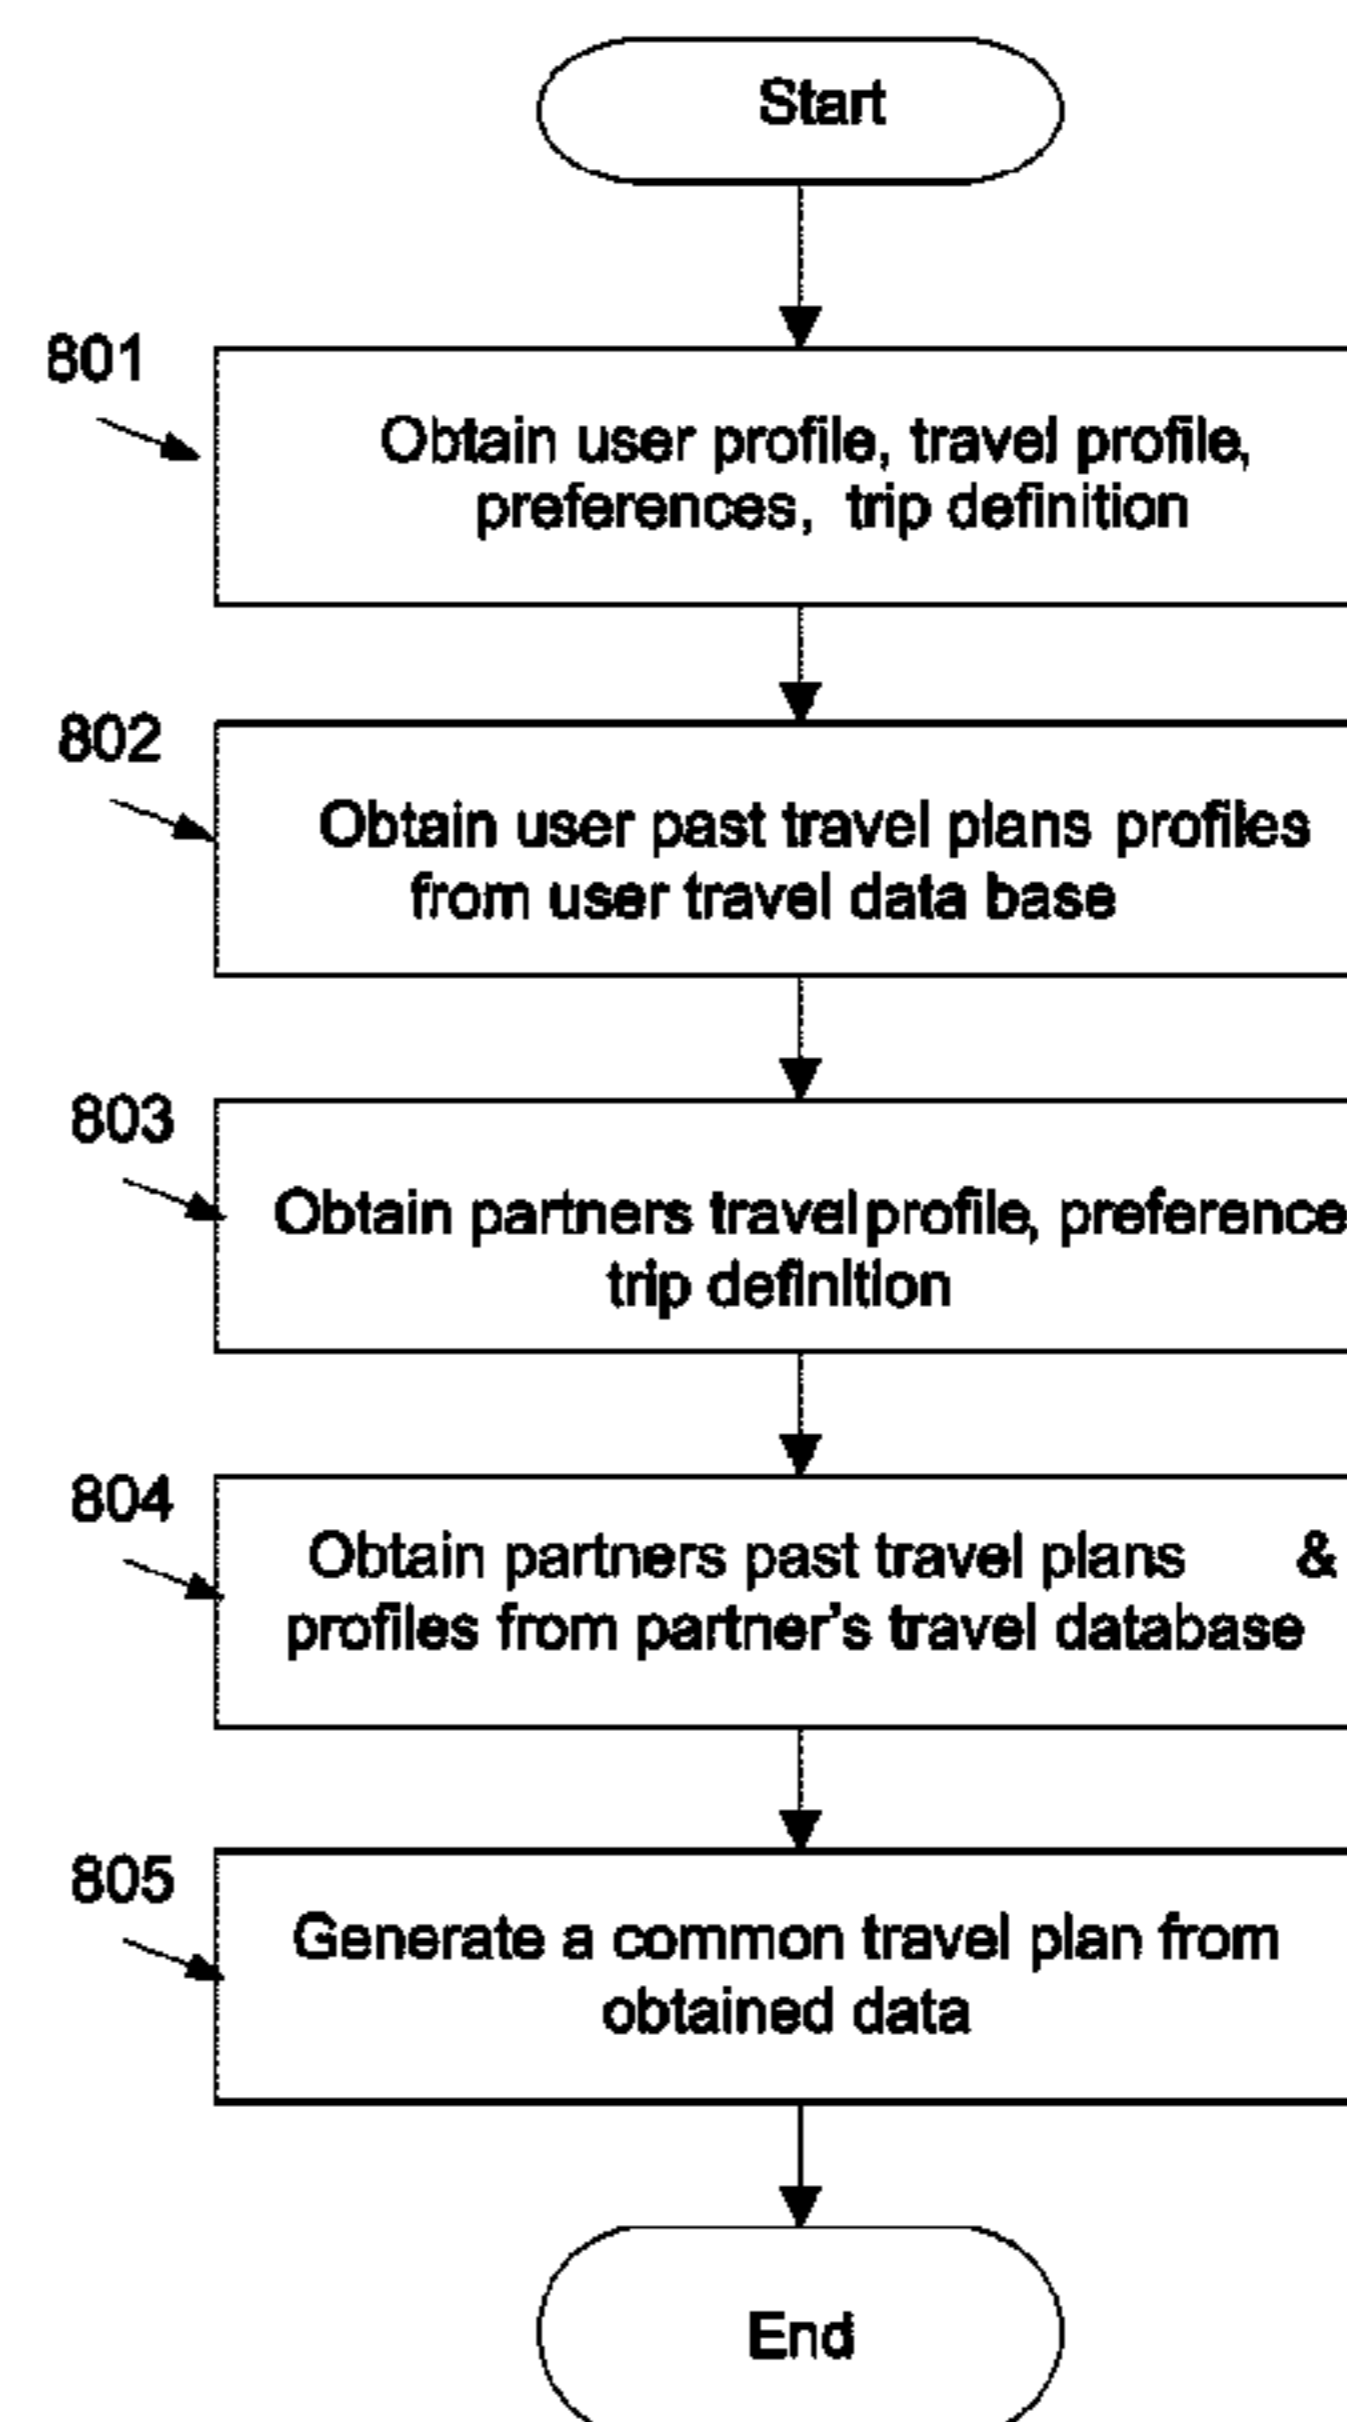 Start
801
Obtain user profile, travel profile,
preferences, trip definition
802
Obtain user past travel plans profiles
from user travel data base
803
Obtain partners travel profile, preference
trip definition
804
Obtain partners past travel plans &
profiles from partner's travel database
805
Generate a common travel plan from
obtained data
End